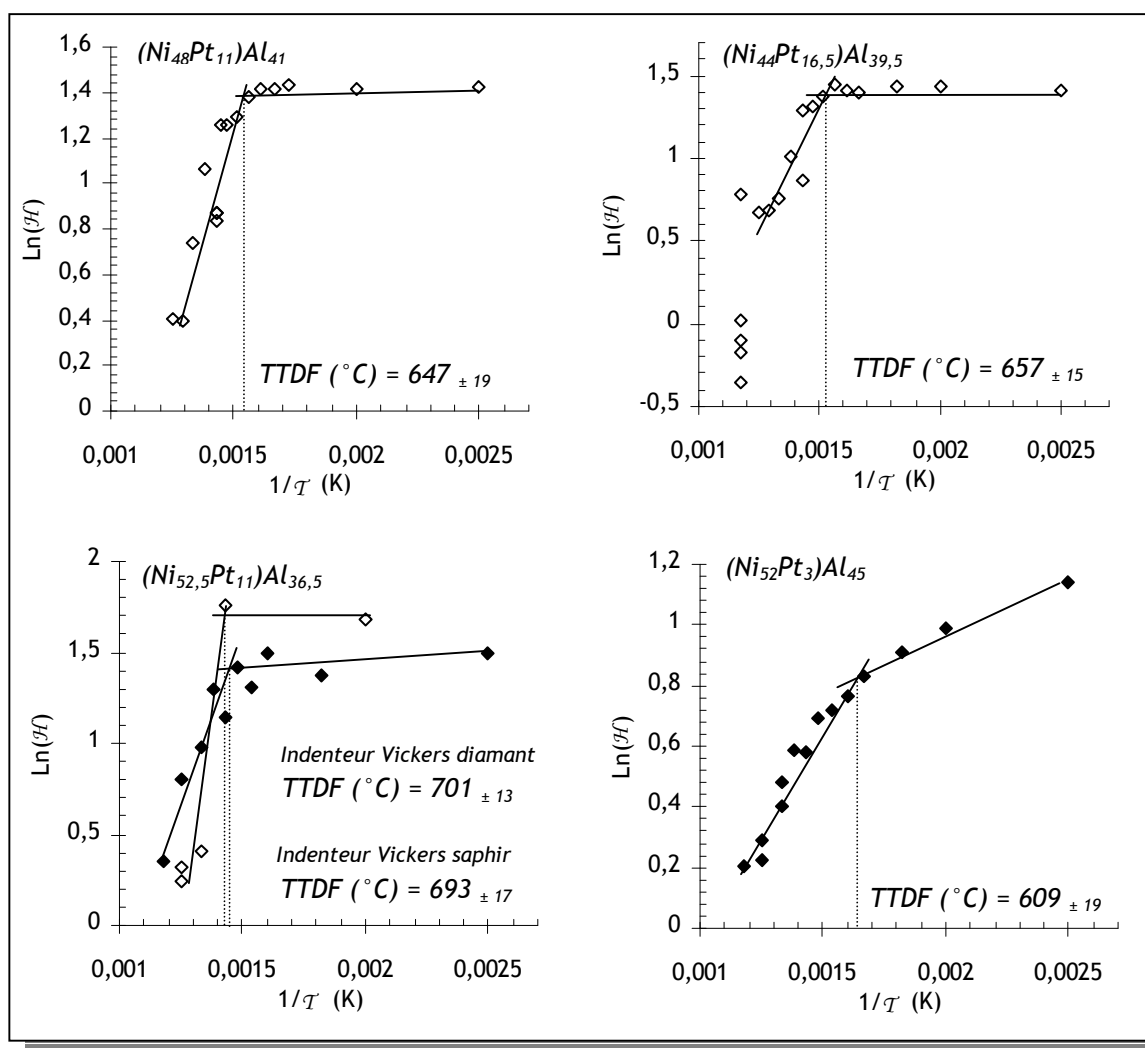 (Ni48Pt11)Al41
1,6
1,4
1,2
1
0,8
0,6
0,4
0,2
0
Ln(H)
TTDF (°C) = 647 ± 19
0,001 0,0015 0,002 0,0025
1/T (K)
(Ni44Pt16,5)Al39,5
1,5
1
0,5
0
-0,5
Ln(H)
TTDF (°C) = 657 ± 15
0,001 0,0015 0,002 0,0025
1/T (K)
(Ni52,5Pt11)Al36,5
2
1,5
1
0,5
0
Ln(H)
Indenteur Vickers diamant
TTDF (°C) = 701 ± 13
Indenteur Vickers saphir
TTDF (°C) = 693 ± 17
0,001 0,0015 0,002 0,0025
1/T (K)
(Ni52Pt3)Al45
1,2
1
0,8
0,6
0,4
0,2
0
Ln(H)
TTDF (°C) = 609 ± 19
0,001 0,0015 0,002 0,0025
1/T (K)